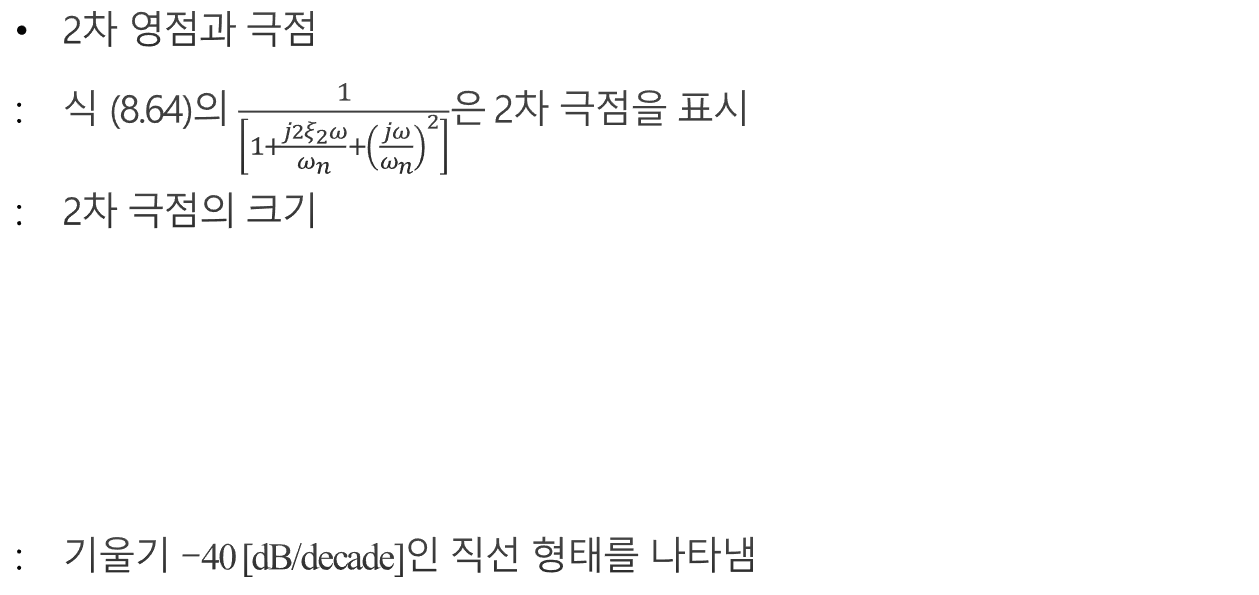 • 2차 영점과 극점
: 식 (8.64)의 1/[1+j2ξ₂ω/ωₙ+(jω/ωₙ)²]은 2차 극점을 표시
: 2차 극점의 크기
: 기울기 −40 [dB/decade]인 직선 형태를 나타냄